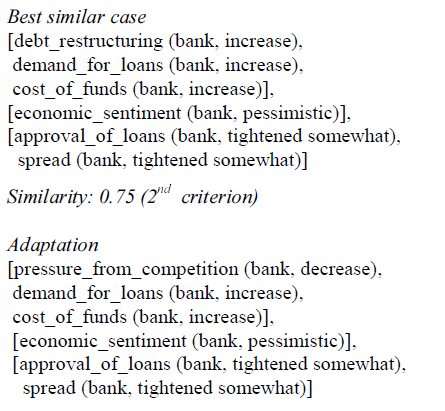 Best similar case
[debt_restructuring (bank, increase),
demand_for_loans (bank, increase),
cost_of_funds (bank, increase)],
[economic_sentiment (bank, pessimistic)],
[approval_of_loans (bank, tightened somewhat),
spread (bank, tightened somewhat)]
Similarity: 0.75 (2nd criterion)
Adaptation
[pressure_from_competition (bank, decrease),
demand_for_loans (bank, increase),
cost_of_funds (bank, increase)],
[economic_sentiment (bank, pessimistic)],
[approval_of_loans (bank, tightened somewhat),
spread (bank, tightened somewhat)]